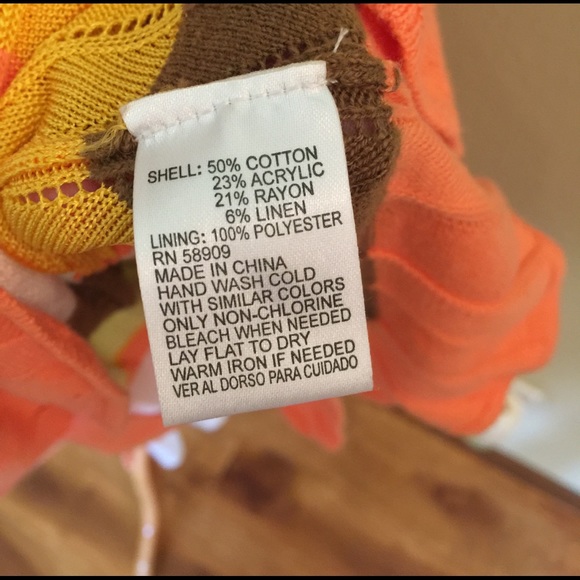 SHELL: 50% COTTON
23% ACRYLIC
21% RAYON
6% LINEN
LINING: 100% POLYESTER
RN 58909
MADE IN CHINA
HAND WASH COLD
WITH SIMILAR COLORS
ONLY NON-CHLORINE
BLEACH WHEN NEEDED
LAY FLAT TO DRY
WARM IRON IF NEEDED
VER AL DORSO PARA CUIDADO